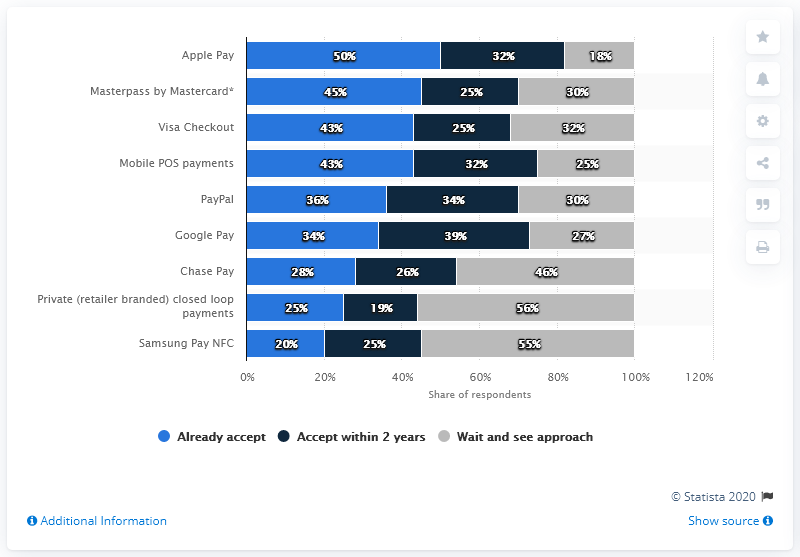 Apple Pay 50% 32% 18%
Masterpass by Mastercard* 45% 25% 30%
Visa Checkout 43% 25% 32%
Mobile POS payments 43% 32% 25%
PayPal 36% 34% 30%
Google Pay 34% 39% 27%
Chase Pay 28% 26% 46%
Private (retailer branded) closed loop
payments 25% 19% 56%
Samsung Pay NFC 20% 25% 55%
0% 20% 40% 60% 80% 100% 120%
Share of respondents
Already accept Accept within 2 years Wait and see approach
© Statista 2020
Additional Information Show source